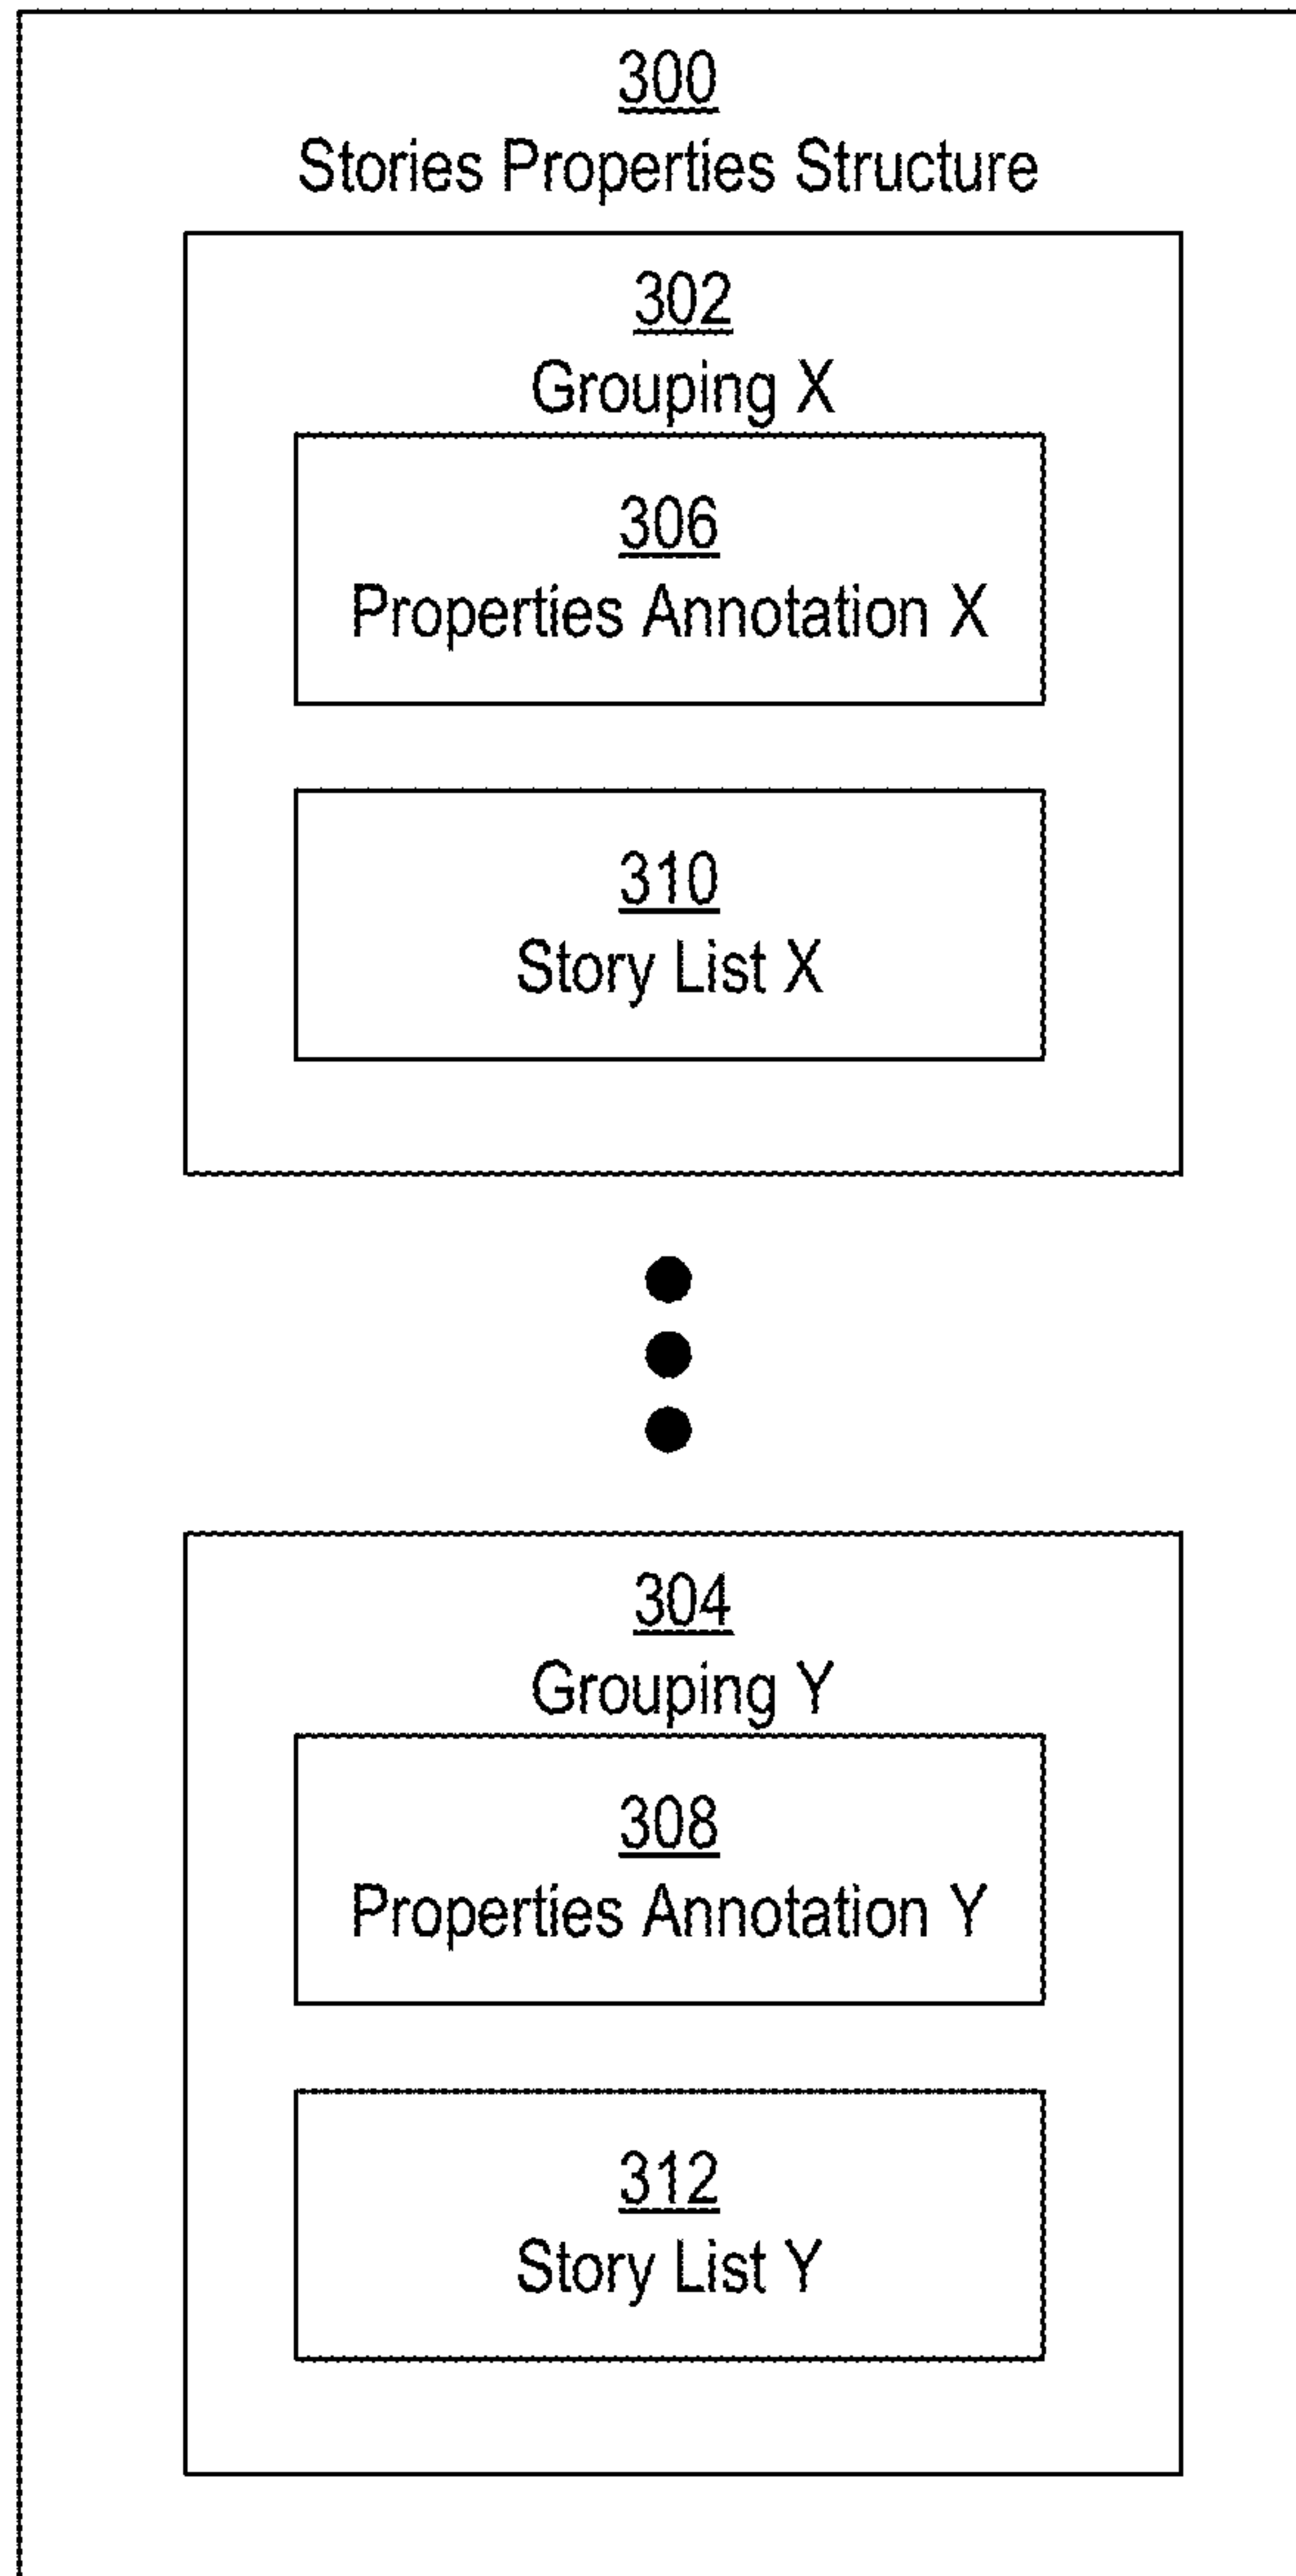 300
Stories Properties Structure
302
Grouping X
306
Properties Annotation X
310
Story List X
304
Grouping Y
308
Properties Annotation Y
312
Story List Y